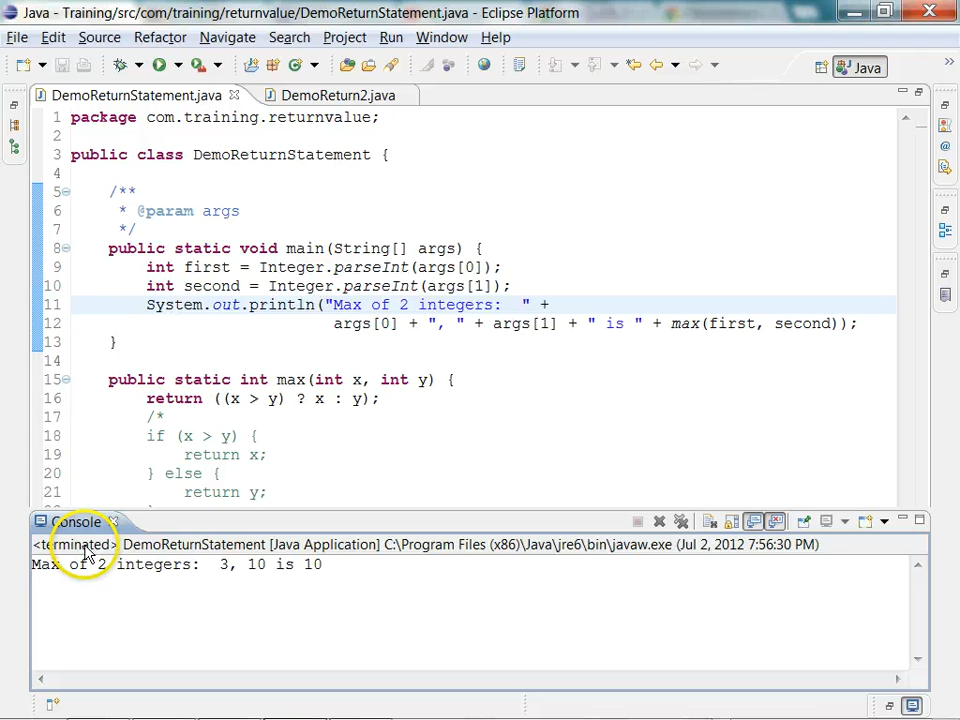 Java - Training/src/com/training/returnvalue/DemoReturnStatement.java - Eclipse Platform
File Edit Source Refactor Navigate Search Project Run Window Help
Java
DemoReturnStatement.java DemoReturn2.java
1 package com.training.returnvalue;
2
3 public class DemoReturnStatement {
4
5 /**
6 * @param args
7 */
8 public static void main(String[] args) {
9 int first = Integer.parseInt(args[0]);
10 int second = Integer.parseInt(args[1]);
11 System.out.println("Max of 2 integers:  " +
12 args[0] + ", " + args[1] + " is " + max(first, second));
13 }
14
15 public static int max(int x, int y) {
16 return ((x > y) ? x : y);
17 /*
18 if (x > y) {
19 return x;
20 } else {
21 return y;
Console
<terminated> DemoReturnStatement [Java Application] C:\Program Files (x86)\Java\jre6\bin\javaw.exe (Jul 2, 2012 7:56:30 PM)
Max of 2 integers:  3, 10 is 10